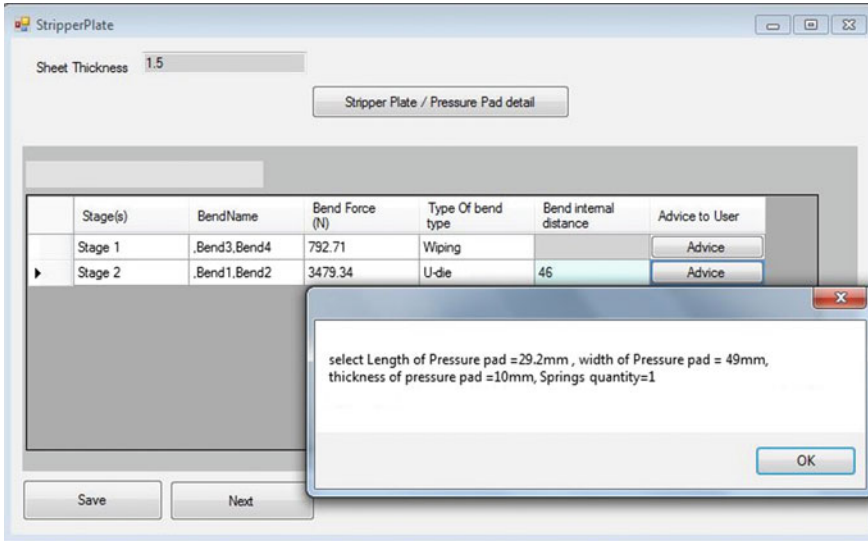 StripperPlate
Sheet Thickness 1.5
Stripper Plate / Pressure Pad detail
Stage(s) BendName Bend Force (N) Type Of bend type Bend internal distance Advice to User
Stage 1 ,Bend3,Bend4 792.71 Wiping Advice
Stage 2 ,Bend1,Bend2 3479.34 U-die 46 Advice
select Length of Pressure pad =29.2mm , width of Pressure pad = 49mm,
thickness of pressure pad =10mm, Springs quantity=1
OK
Save Next